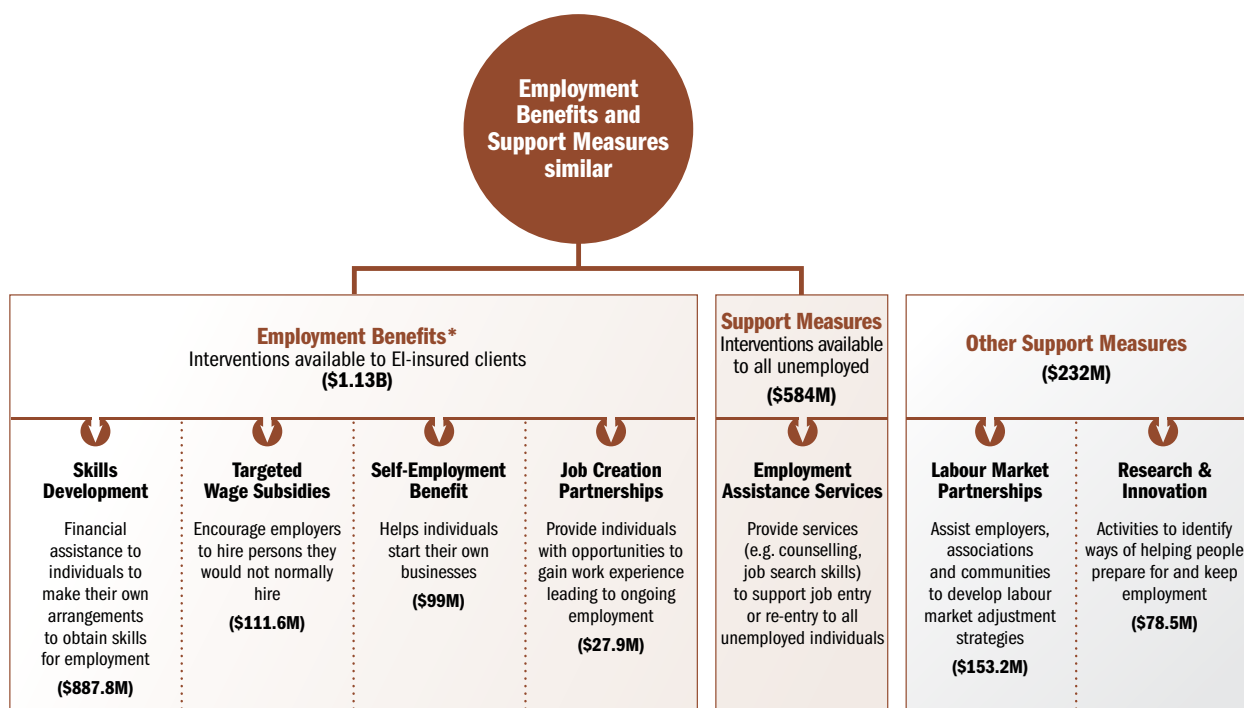 Employment
Benefits and
Support Measures
similar
Employment Benefits*
Interventions available to EI-insured clients
($1.13B)
Skills
Development
Financial
assistance to
individuals to
make their own
arrangements
to obtain skills
for employment
($887.8M)
Targeted
Wage Subsidies
Encourage employers
to hire persons they
would not normally
hire
($111.6M)
Self-Employment
Benefit
Helps individuals
start their own
businesses
($99M)
Job Creation
Partnerships
Provide individuals
with opportunities to
gain work experience
leading to ongoing
employment
($27.9M)
Support Measures
Interventions available
to all unemployed
($584M)
Employment
Assistance Services
Provide services
(e.g. counselling,
job search skills)
to support job entry
or re-entry to all
unemployed individuals
Other Support Measures
($232M)
Labour Market
Partnerships
Assist employers,
associations
and communities
to develop labour
market adjustment
strategies
($153.2M)
Research &
Innovation
Activities to identify
ways of helping people
prepare for and keep
employment
($78.5M)